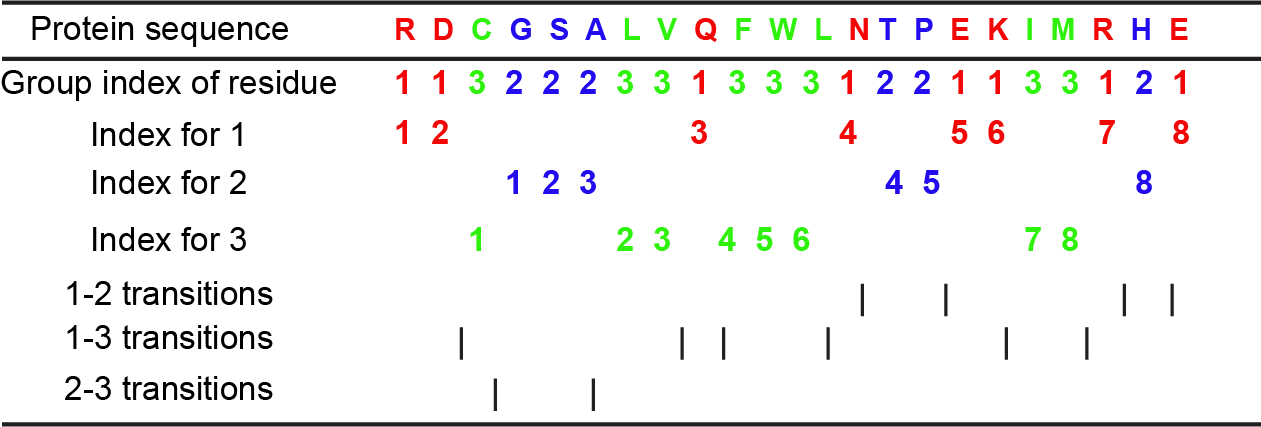 Protein sequence R D C G S A L V Q F W L N T P E K I M R H E
Group index of residue 1 1 3 2 2 2 3 3 1 3 3 3 1 2 2 1 1 3 3 1 2 1
Index for 1 1 2 3 4 5 6 7 8
Index for 2 1 2 3 4 5 8
Index for 3 1 2 3 4 5 6 7 8
1-2 transitions | | | |
1-3 transitions | | | | | |
2-3 transitions | |